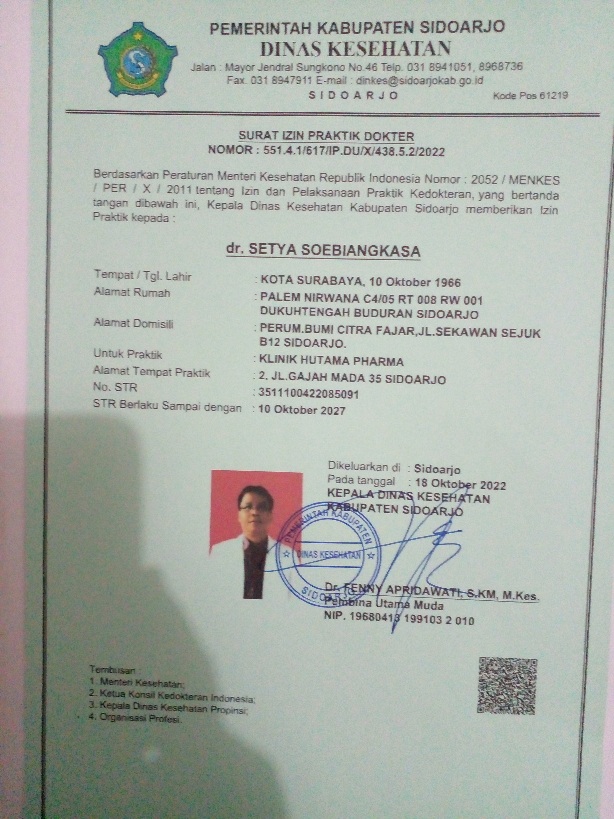 PEMERINTAH KABUPATEN SIDOARJO
DINAS KESEHATAN
Jalan : Mayor Jendral Sungkono No.46 Telp. 031 8941051, 8968736
Fax. 031 8947911 E-mail : dinkes@sidoarjokab.go.id
S I D O A R J O
Kode Pos 61219
SURAT IZIN PRAKTIK DOKTER
NOMOR : 551.4.1/617/IP.DU/X/438.5.2/2022
Berdasarkan Peraturan Menteri Kesehatan Republik Indonesia Nomor : 2052 / MENKES
/ PER / X / 2011 tentang Izin dan Pelaksanaan Praktik Kedokteran, yang bertanda
tangan dibawah ini, Kepala Dinas Kesehatan Kabupaten Sidoarjo memberikan Izin
Praktik kepada :
dr. SETYA SOEBIANGKASA
Tempat / Tgl. Lahir : KOTA SURABAYA, 10 Oktober 1966
Alamat Rumah : PALEM NIRWANA C4/05 RT 008 RW 001
DUKUHTENGAH BUDURAN SIDOARJO
Alamat Domisili : PERUM.BUMI CITRA FAJAR,JL.SEKAWAN SEJUK
B12 SIDOARJO.
Untuk Praktik : KLINIK HUTAMA PHARMA
Alamat Tempat Praktik : 2. JL.GAJAH MADA 35 SIDOARJO
No. STR : 3511100422085091
STR Berlaku Sampai dengan : 10 Oktober 2027
Dikeluarkan di : Sidoarjo
Pada tanggal : 18 Oktober 2022
KEPALA DINAS KESEHATAN
KABUPATEN SIDOARJO
PEMERINTAH KABUPATEN
DINAS KESEHATAN
SIDOARJO
Dr. FENNY APRIDAWATI, S.KM, M.Kes.
Pembina Utama Muda
NIP. 19680413 199103 2 010
Tembusan :
1. Menteri Kesehatan;
2. Ketua Konsil Kedokteran Indonesia;
3. Kepala Dinas Kesehatan Propinsi;
4. Organisasi Profesi.